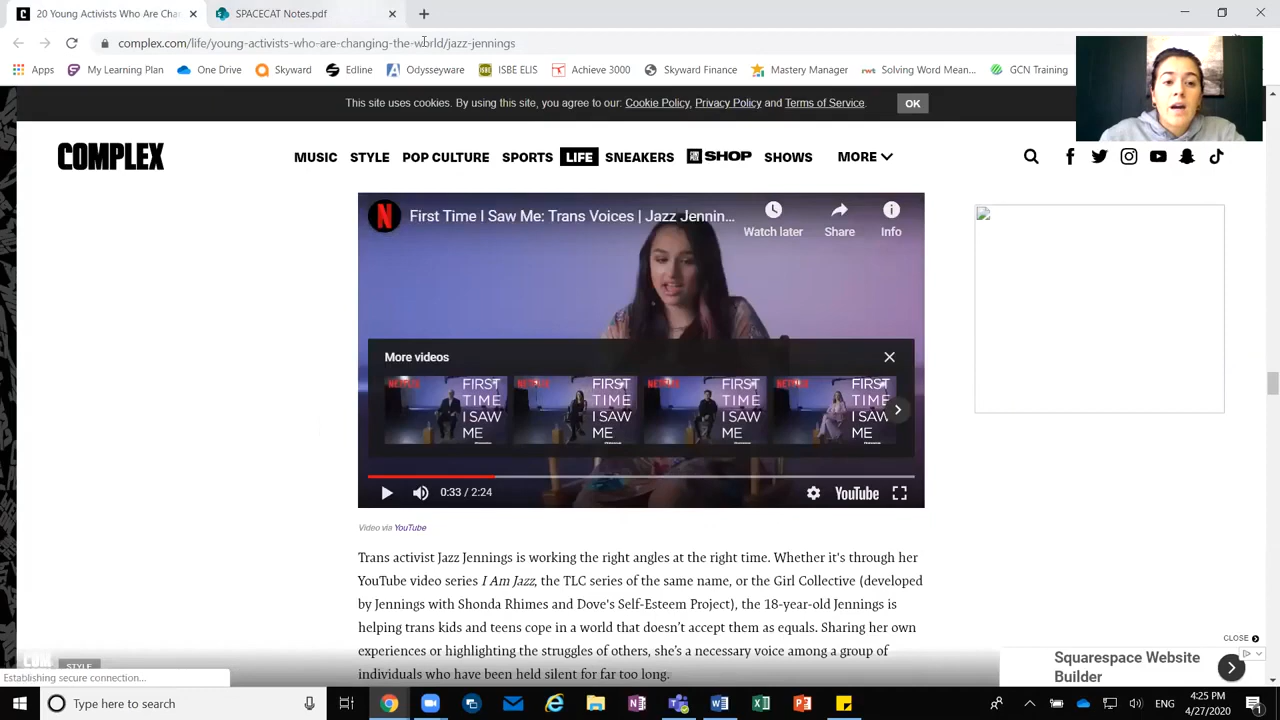 20 Young Activists Who Are Cha
SPACECAT Notes.pdf
complex.com/life/young-activists-who-are-changing-the-world/jazz-jennings
Apps
My Learning Plan
One Drive
Skyward
Edline
Odysseyware
ISBE ELIS
Achieve 3000
Skyward Finance
Mastery Manager
Solving Word Mean...
GCN Training
This site uses cookies. By using this site, you agree to our: Cookie Policy, Privacy Policy and Terms of Service.
OK
COMPLEX
MUSIC STYLE POP CULTURE SPORTS LIFE SNEAKERS SHOP SHOWS MORE
First Time I Saw Me: Trans Voices | Jazz Jennin...
Watch later
Share
Info
More videos
NETFLIX
FIRST
TIME
I SAW
ME
NETFLIX
FIRST
TIME
I SAW
ME
NETFLIX
FIRST
TIME
I SAW
ME
NETFLIX
FIRST
TIME
I SAW
ME
0:33 / 2:24
YouTube
Video via YouTube
Trans activist Jazz Jennings is working the right angles at the right time. Whether it's through her
YouTube video series I Am Jazz, the TLC series of the same name, or the Girl Collective (developed
by Jennings with Shonda Rhimes and Dove's Self-Esteem Project), the 18-year-old Jennings is
helping trans kids and teens cope in a world that doesn’t accept them as equals. Sharing her own
experiences or highlighting the struggles of others, she's a necessary voice among a group of
individuals who have been held silent for far too long.
CLOSE
Squarespace Website
Builder
COM
STYLE
Establishing secure connection...
Type here to search
ENG
4:25 PM
4/27/2020
1